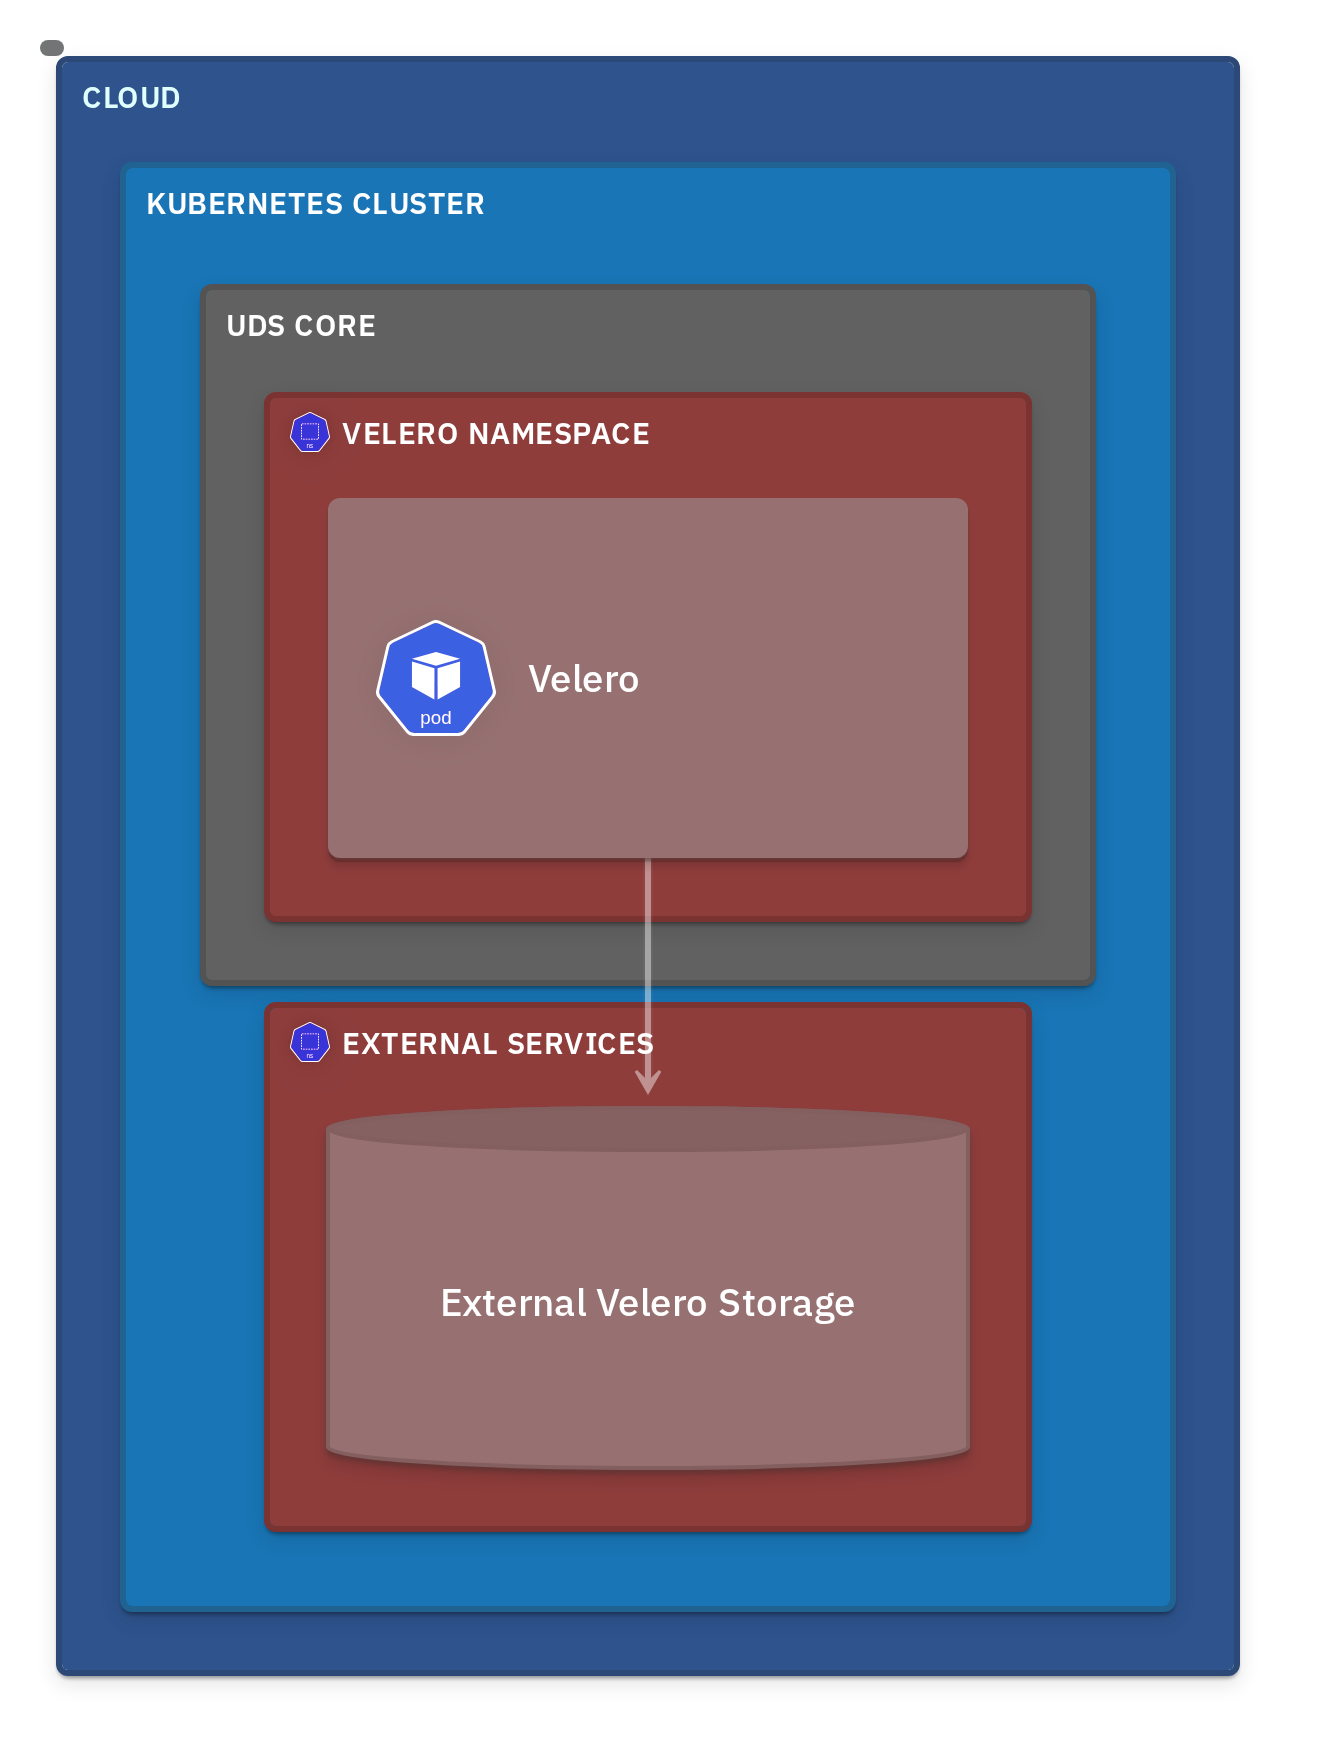 CLOUD
KUBERNETES CLUSTER
UDS CORE
ns
VELERO NAMESPACE
pod
Velero
ns
EXTERNAL SERVICES
External Velero Storage